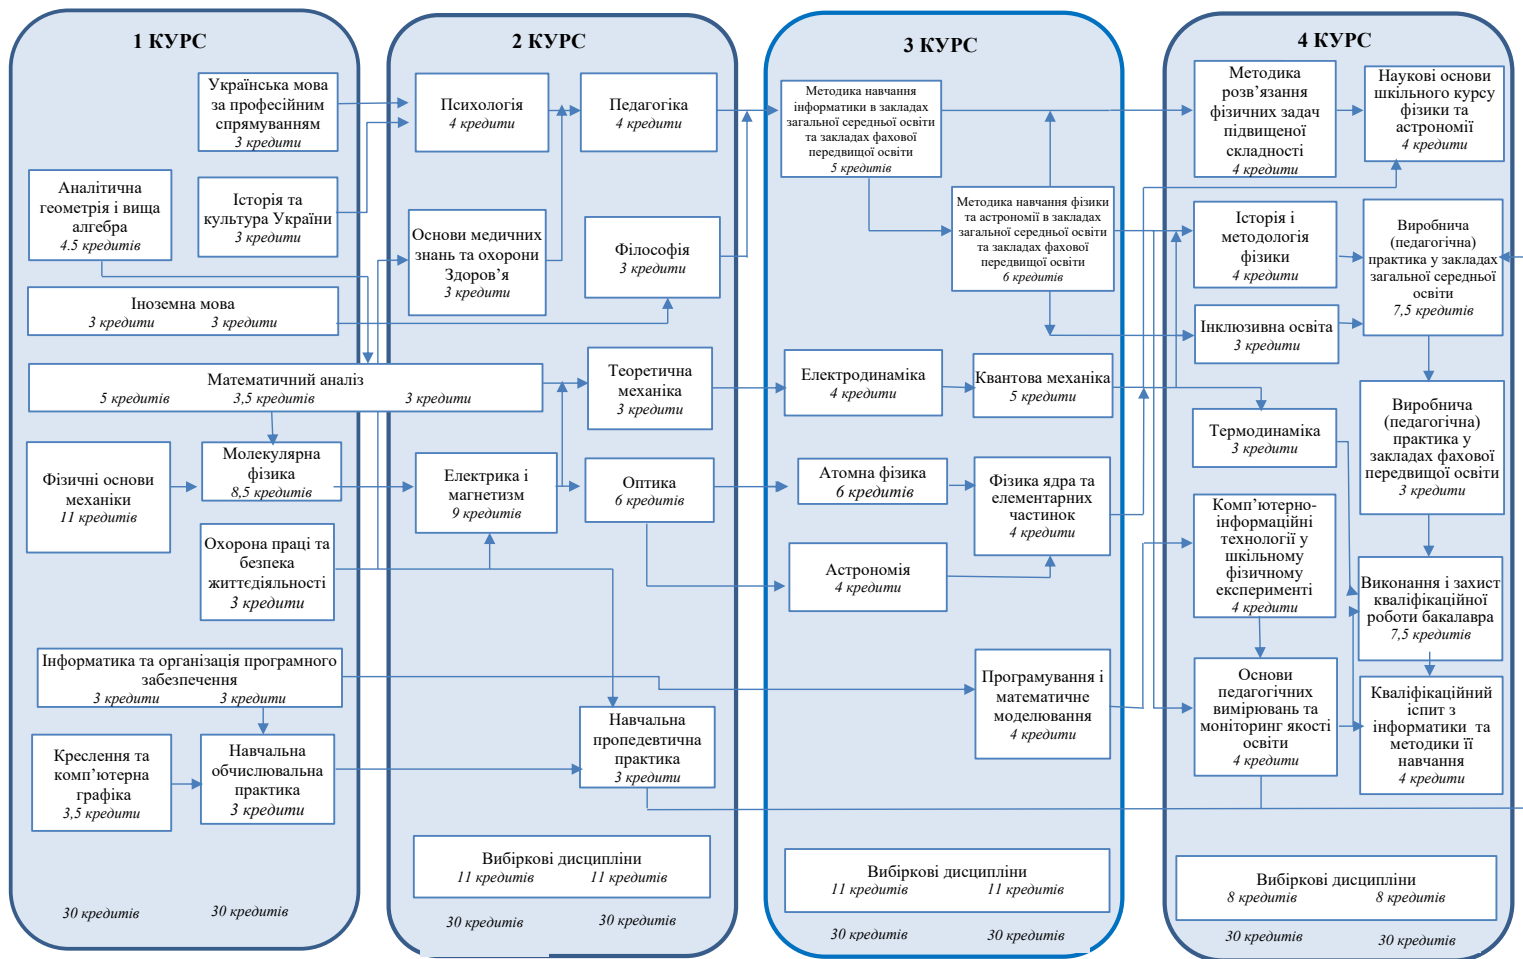 1 КУРС
Українська мова
за професійним
спрямуванням
3 кредити
Аналітична
геометрія і вища
алгебра
4.5 кредитів
Історія та
культура України
3 кредити
Іноземна мова
3 кредити 3 кредити
Математичний аналіз
5 кредитів 3,5 кредитів 3 кредити
Фізичні основи
механіки
11 кредитів
Молекулярна
фізика
8,5 кредитів
Охорона праці та
безпека
життєдіяльності
3 кредити
Інформатика та організація програмного
забезпечення
3 кредити 3 кредити
Креслення та
комп’ютерна
графіка
3,5 кредити
Навчальна
обчислювальна
практика
3 кредити
30 кредитів 30 кредитів
2 КУРС
Психологія
4 кредити
Педагогіка
4 кредити
Основи медичних
знань та охорони
Здоров’я
3 кредити
Філософія
3 кредити
Теоретична
механіка
3 кредити
Електрика і
магнетизм
9 кредитів
Оптика
6 кредитів
Навчальна
пропедевтична
практика
3 кредити
Вибіркові дисципліни
11 кредитів 11 кредитів
30 кредитів 30 кредитів
3 КУРС
Методика навчання
інформатики в закладах
загальної середньої освіти
та закладах фахової
передвищої освіти
5 кредитів
Методика навчання фізики
та астрономії в закладах
загальної середньої освіти
та закладах фахової
передвищої освіти
6 кредитів
Електродинаміка
4 кредити
Квантова механіка
5 кредити
Атомна фізика
6 кредити
Фізика ядра та
елементарних
частинок
4 кредити
Астрономія
4 кредити
Програмування і
математичне
моделювання
4 кредити
Вибіркові дисципліни
11 кредитів 11 кредитів
30 кредитів 30 кредитів
4 КУРС
Методика
розв’язання
фізичних задач
підвищеної
складності
4 кредити
Наукові основи
шкільного курсу
фізики та
астрономії
4 кредити
Історія і
методологія
фізики
4 кредити
Виробнича
(педагогічна)
практика у закладах
загальної середньої
освіти
7,5 кредитів
Інклюзивна освіта
3 кредити
Виробнича
(педагогічна)
практика у
закладах фахової
передвищої освіти
3 кредити
Термодинаміка
3 кредити
Комп’ютерно-
інформаційні
технології у
шкільному
фізичному
експерименті
4 кредити
Виконання і захист
кваліфікаційної
роботи бакалавра
7,5 кредитів
Основи
педагогічних
вимірювань та
моніторинг якості
освіти
4 кредити
Кваліфікаційний
іспит з
інформатики та
методики її
навчання
4 кредити
Вибіркові дисципліни
8 кредитів 8 кредитів
30 кредитів 30 кредитів